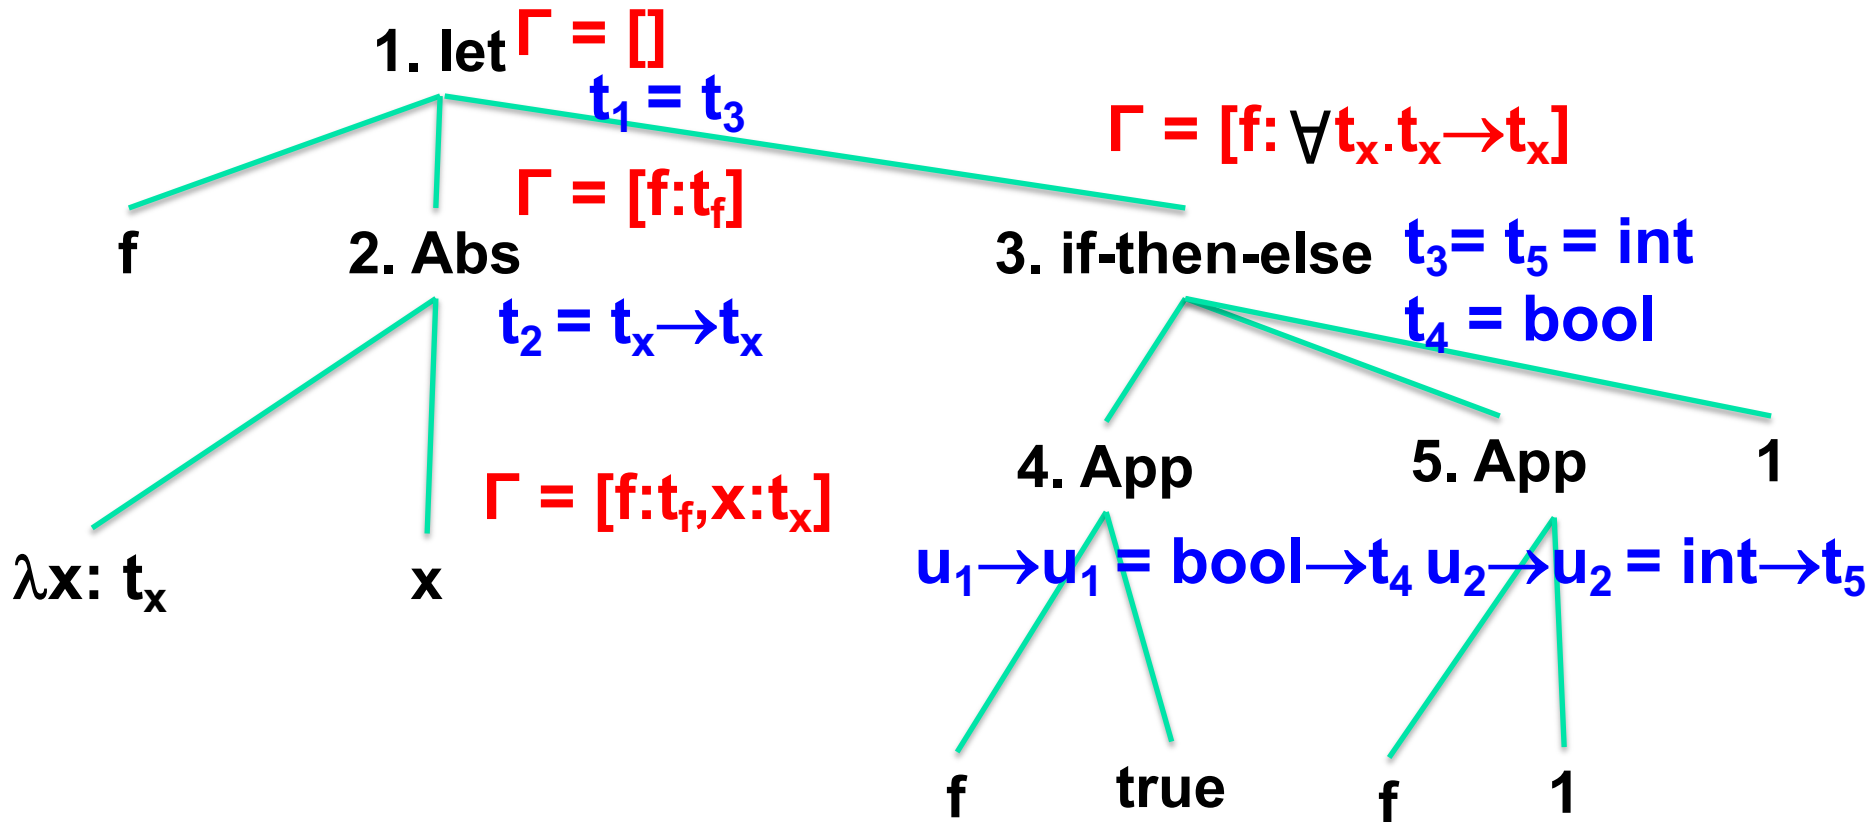 1. let Γ = []
t₁ = t₃
Γ = [f: ∀tₓ.tₓ→tₓ]
Γ = [f:t_f]
f
2. Abs
3. if-then-else
t₃= t₅ = int
t₂ = tₓ→tₓ
t₄ = bool
4. App
5. App
1
Γ = [f:t_f,x:tₓ]
λx: tₓ
x
u₁→u₁ = bool→t₄
u₂→u₂ = int→t₅
f
true
f
1